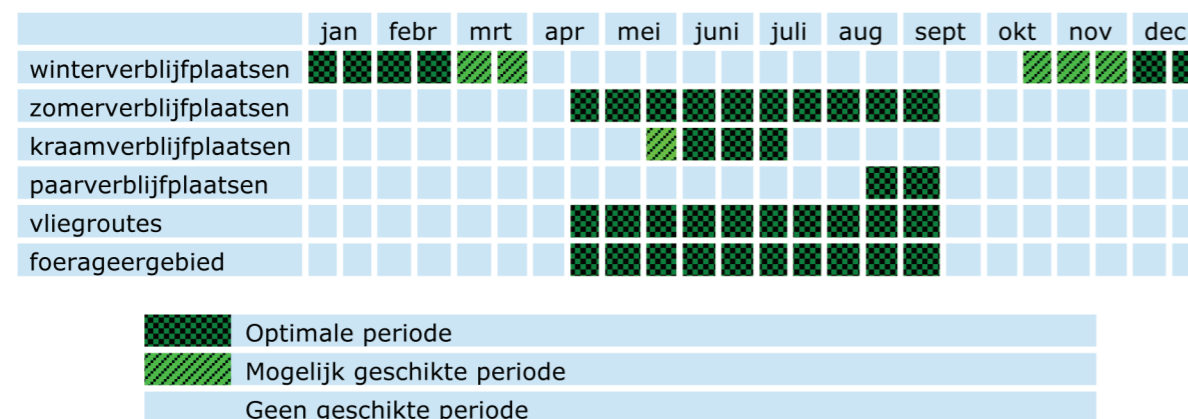 jan febr mrt apr mei juni juli aug sept okt nov dec
winterverblijfplaatsen
zomerverblijfplaatsen
kraamverblijfplaatsen
paarverblijfplaatsen
vliegroutes
foerageergebied
Optimale periode
Mogelijk geschikte periode
Geen geschikte periode